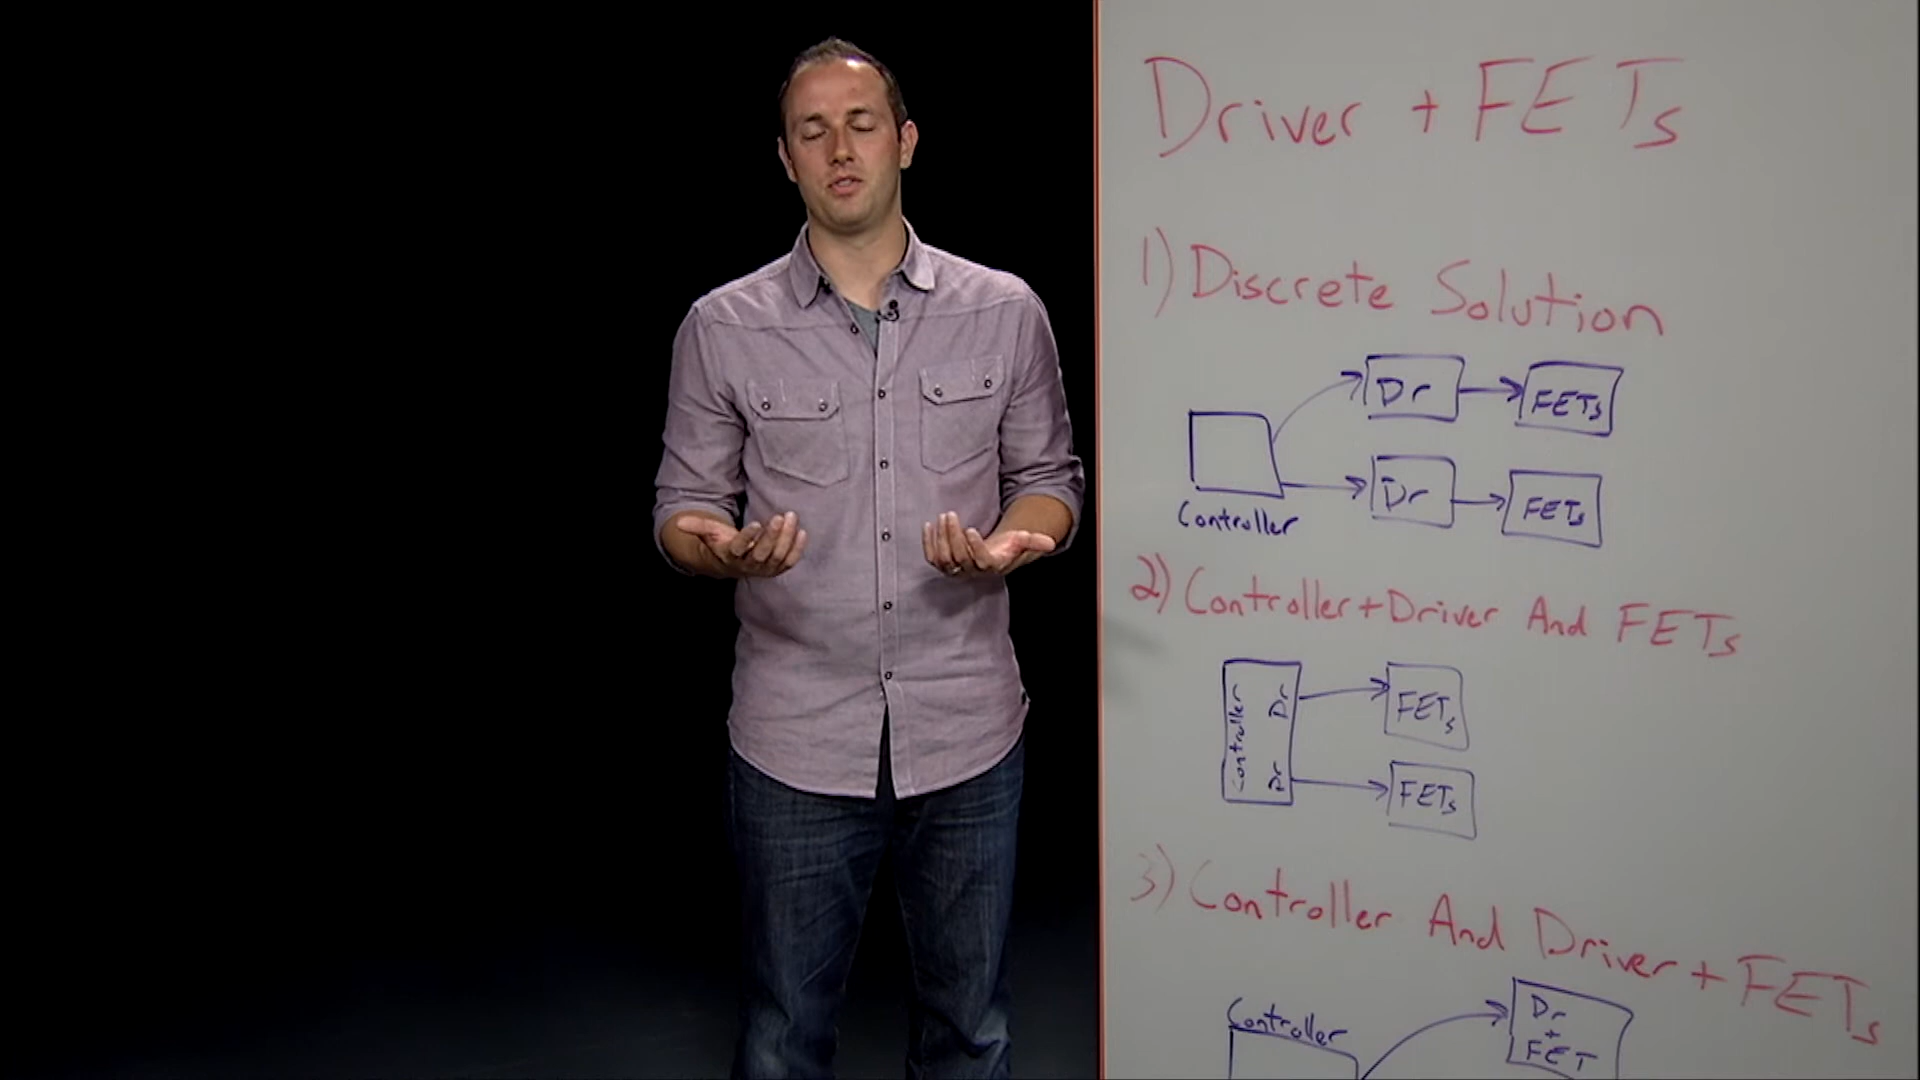 Driver + FETs
1) Discrete Solution
Dr FETs
Dr FETs
Controller
2) Controller+Driver And FETs
Controller Dr Dr
FETs
FETs
3) Controller And Driver + FETs
Controller
Dr
+
FET